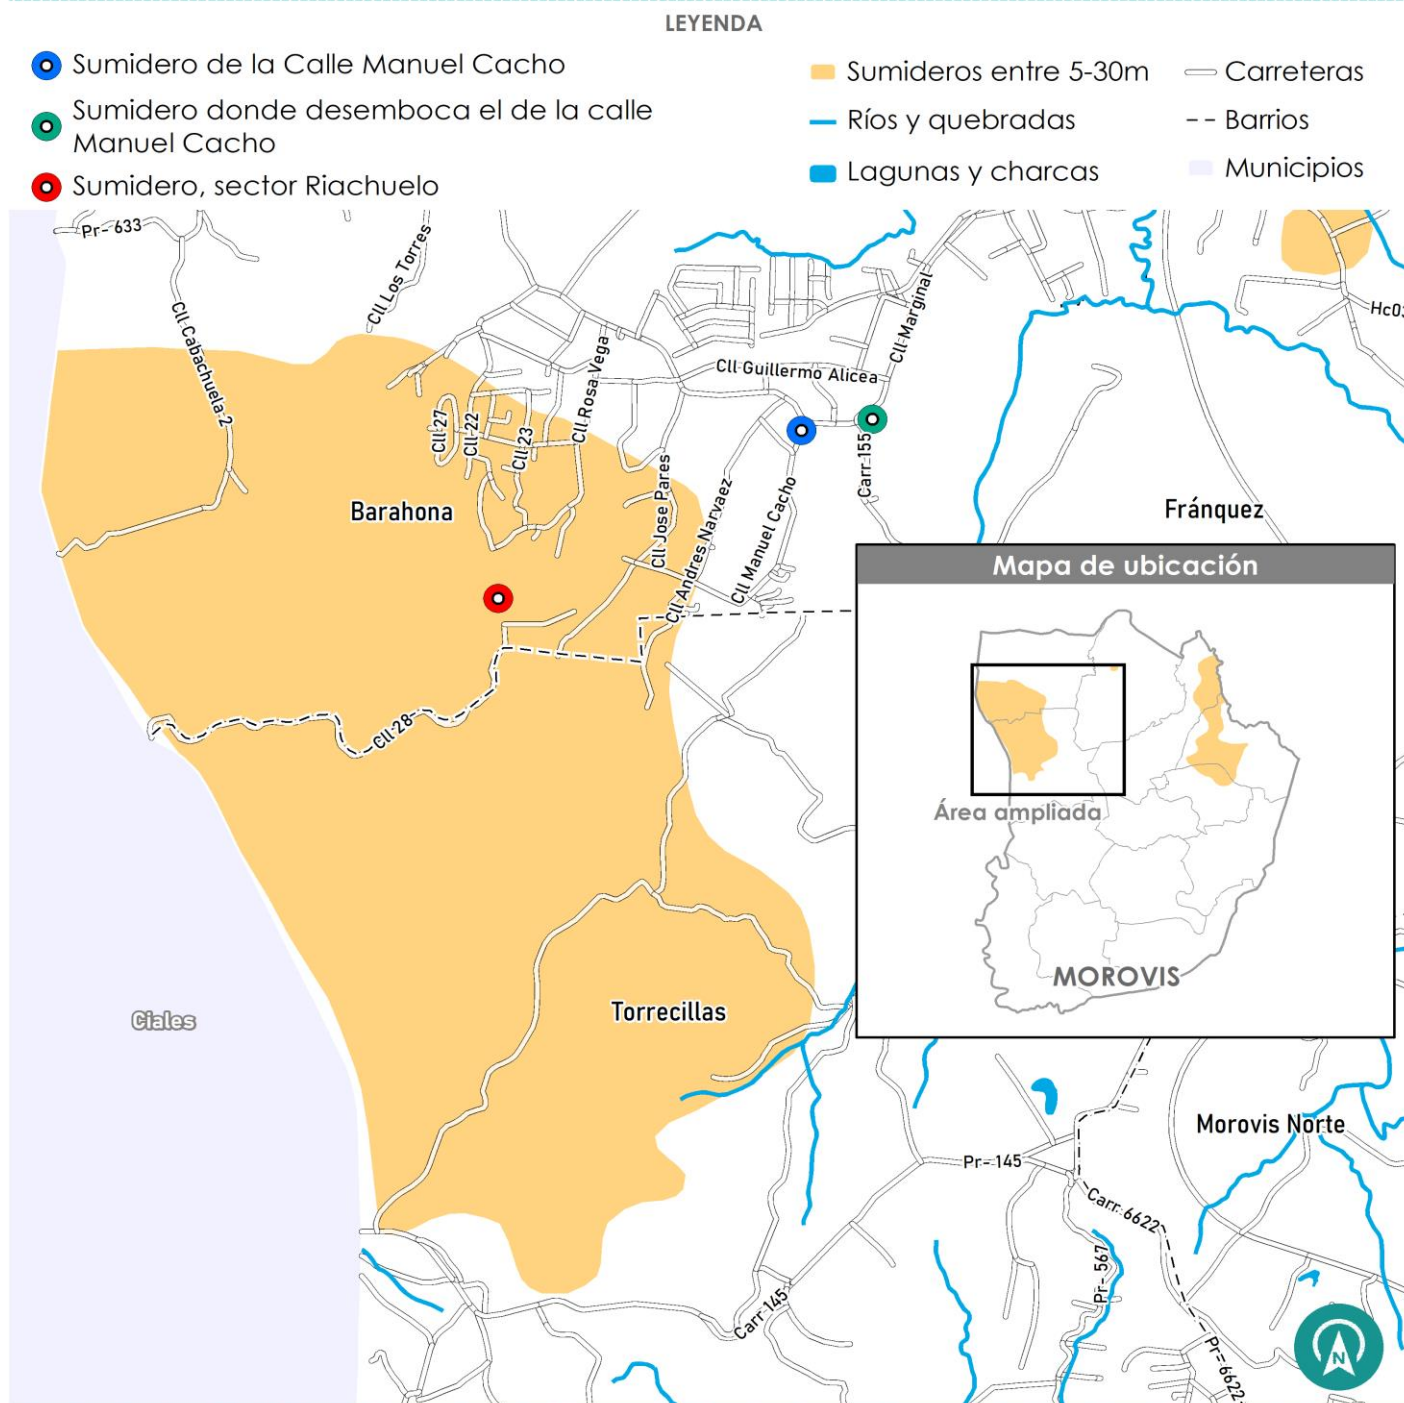 LEYENDA
Sumidero de la Calle Manuel Cacho
Sumidero donde desemboca el de la calle
Manuel Cacho
Sumidero, sector Riachuelo
Sumideros entre 5-30m
Ríos y quebradas
Lagunas y charcas
Carreteras
Barrios
Municipios
Pr-633
Cll Los Torres
Cll Cabachuela 2
Cll Marginal
Hc03
Cll Guillermo Alicea
Cll Rosa Vega
Cll 27
Cll 22
Cll 23
Carr 155
Cll Jose Pares
Cll Andres Narvaez
Cll Manuel Cacho
Barahona
Fránquez
Mapa de ubicación
Cll 28
Área ampliada
MOROVIS
Ciales
Torrecillas
Morovis Norte
Pr-145
Carr 6622
Pr-567
Carr 145
Pr-6622
N